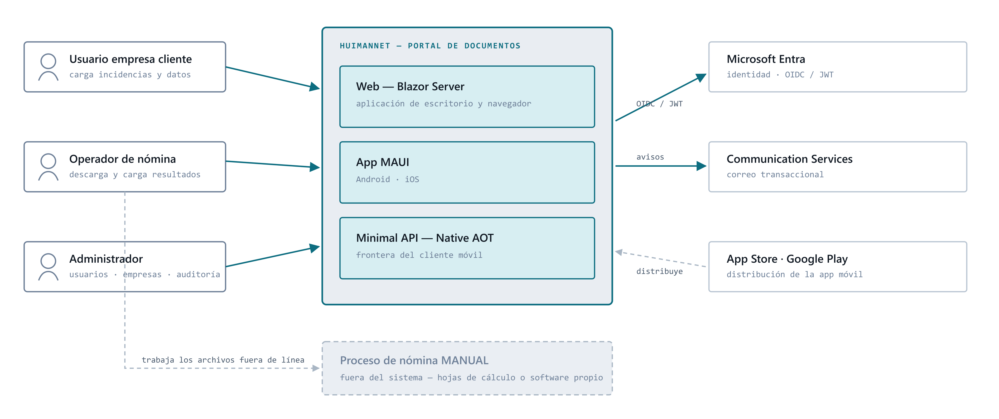 Usuario empresa cliente
carga incidencias y datos
Operador de nómina
descarga y carga resultados
Administrador
usuarios · empresas · auditoría
HUIMANNET — PORTAL DE DOCUMENTOS
Web — Blazor Server
aplicación de escritorio y navegador
App MAUI
Android · iOS
Minimal API — Native AOT
frontera del cliente móvil
OIDC / JWT
avisos
distribuye
Microsoft Entra
identidad · OIDC / JWT
Communication Services
correo transaccional
App Store · Google Play
distribución de la app móvil
trabaja los archivos fuera de línea
Proceso de nómina MANUAL
fuera del sistema — hojas de cálculo o software propio